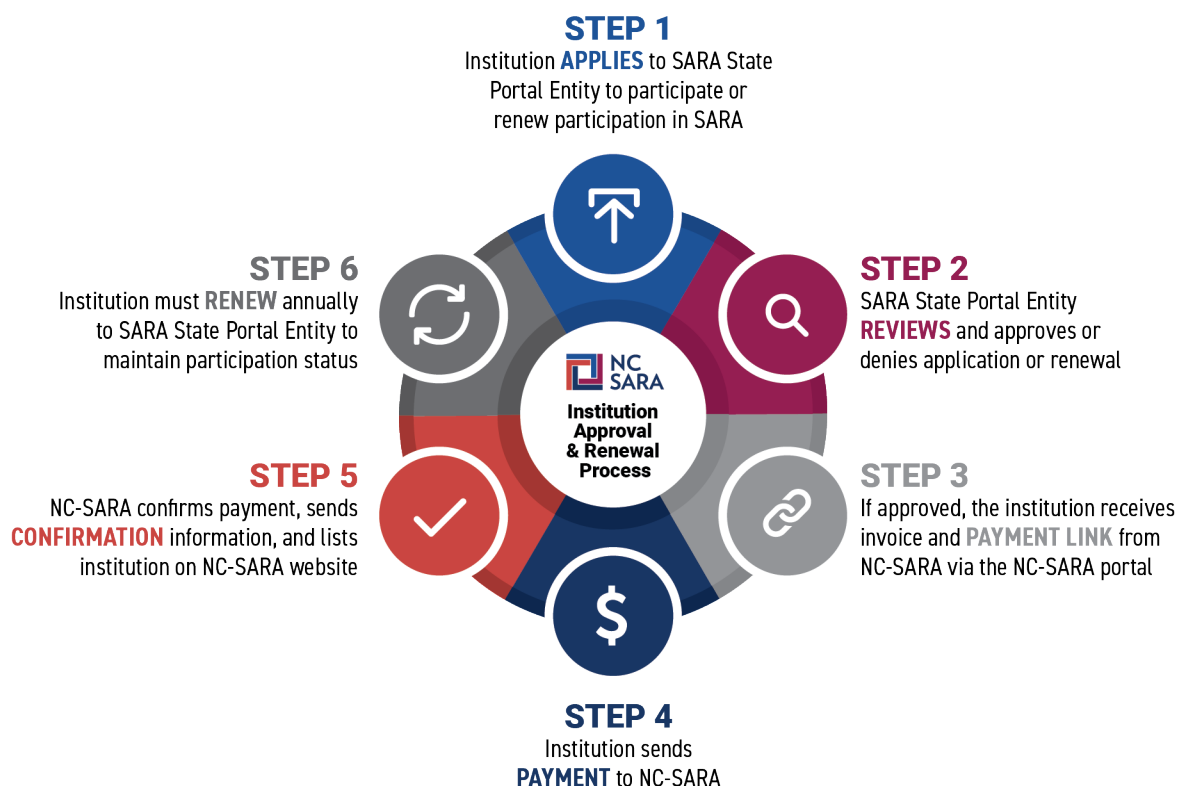 STEP 1
Institution APPLIES to SARA State
Portal Entity to participate or
renew participation in SARA
STEP 2
SARA State Portal Entity
REVIEWS and approves or
denies application or renewal
STEP 3
If approved, the institution receives
invoice and PAYMENT LINK from
NC-SARA via the NC-SARA portal
STEP 4
Institution sends
PAYMENT to NC-SARA
STEP 5
NC-SARA confirms payment, sends
CONFIRMATION information, and lists
institution on NC-SARA website
STEP 6
Institution must RENEW annually
to SARA State Portal Entity to
maintain participation status
NC
SARA
Institution
Approval
& Renewal
Process
$